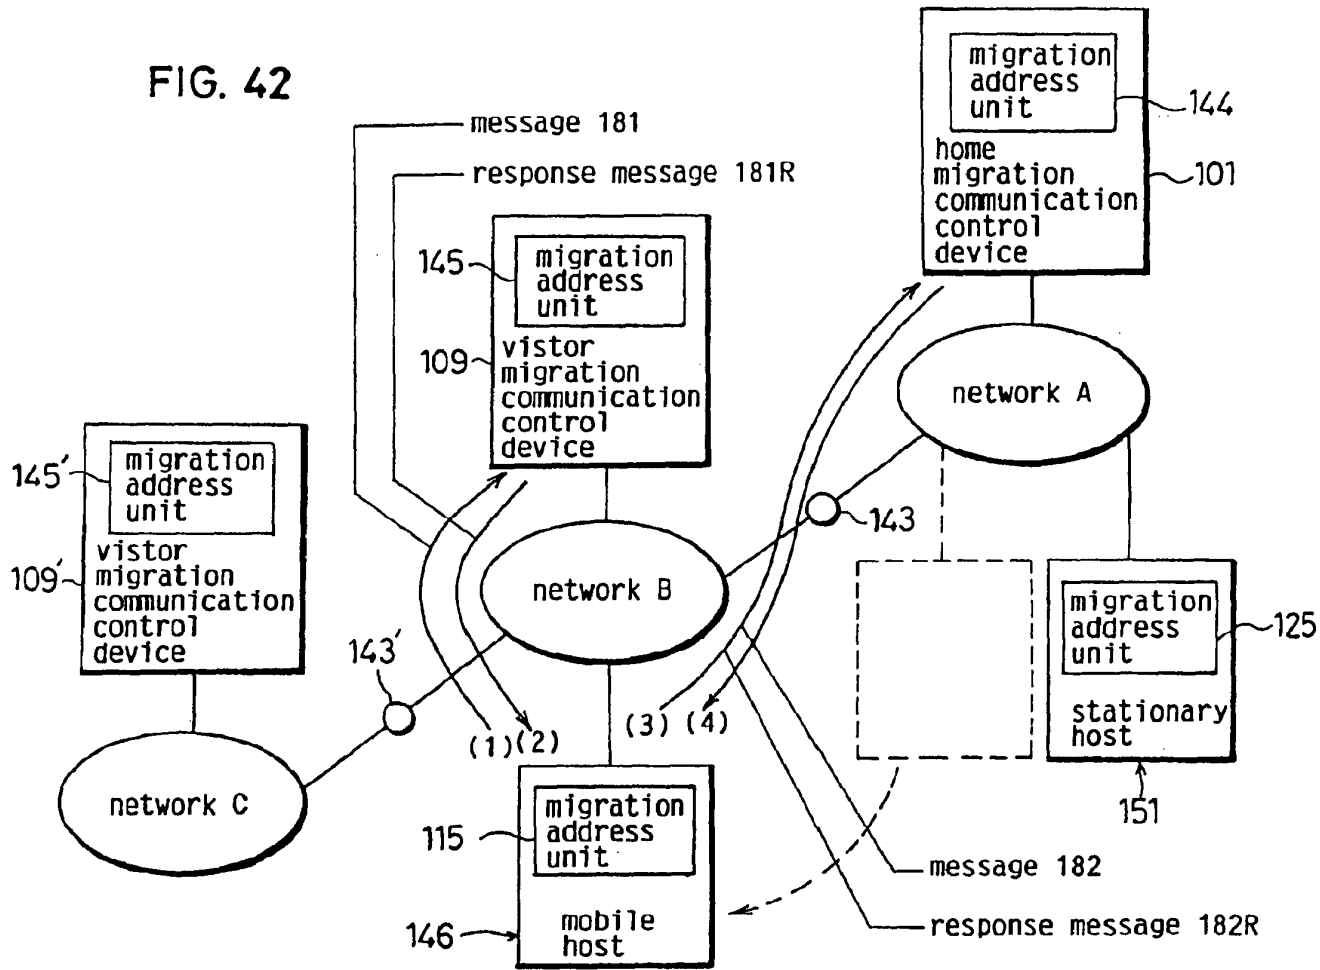 FIG. 42
message 181
response message 181R
migration
address
unit
144
home
migration
communication
control
device
101
145
migration
address
unit
109
vistor
migration
communication
control
device
network A
145′
migration
address
unit
109′
vistor
migration
communication
control
device
143
network B
143′
migration
address
unit
125
stationary
host
151
(1)
(2)
(3)
(4)
network C
115
migration
address
unit
146
mobile
host
message 182
response message 182R